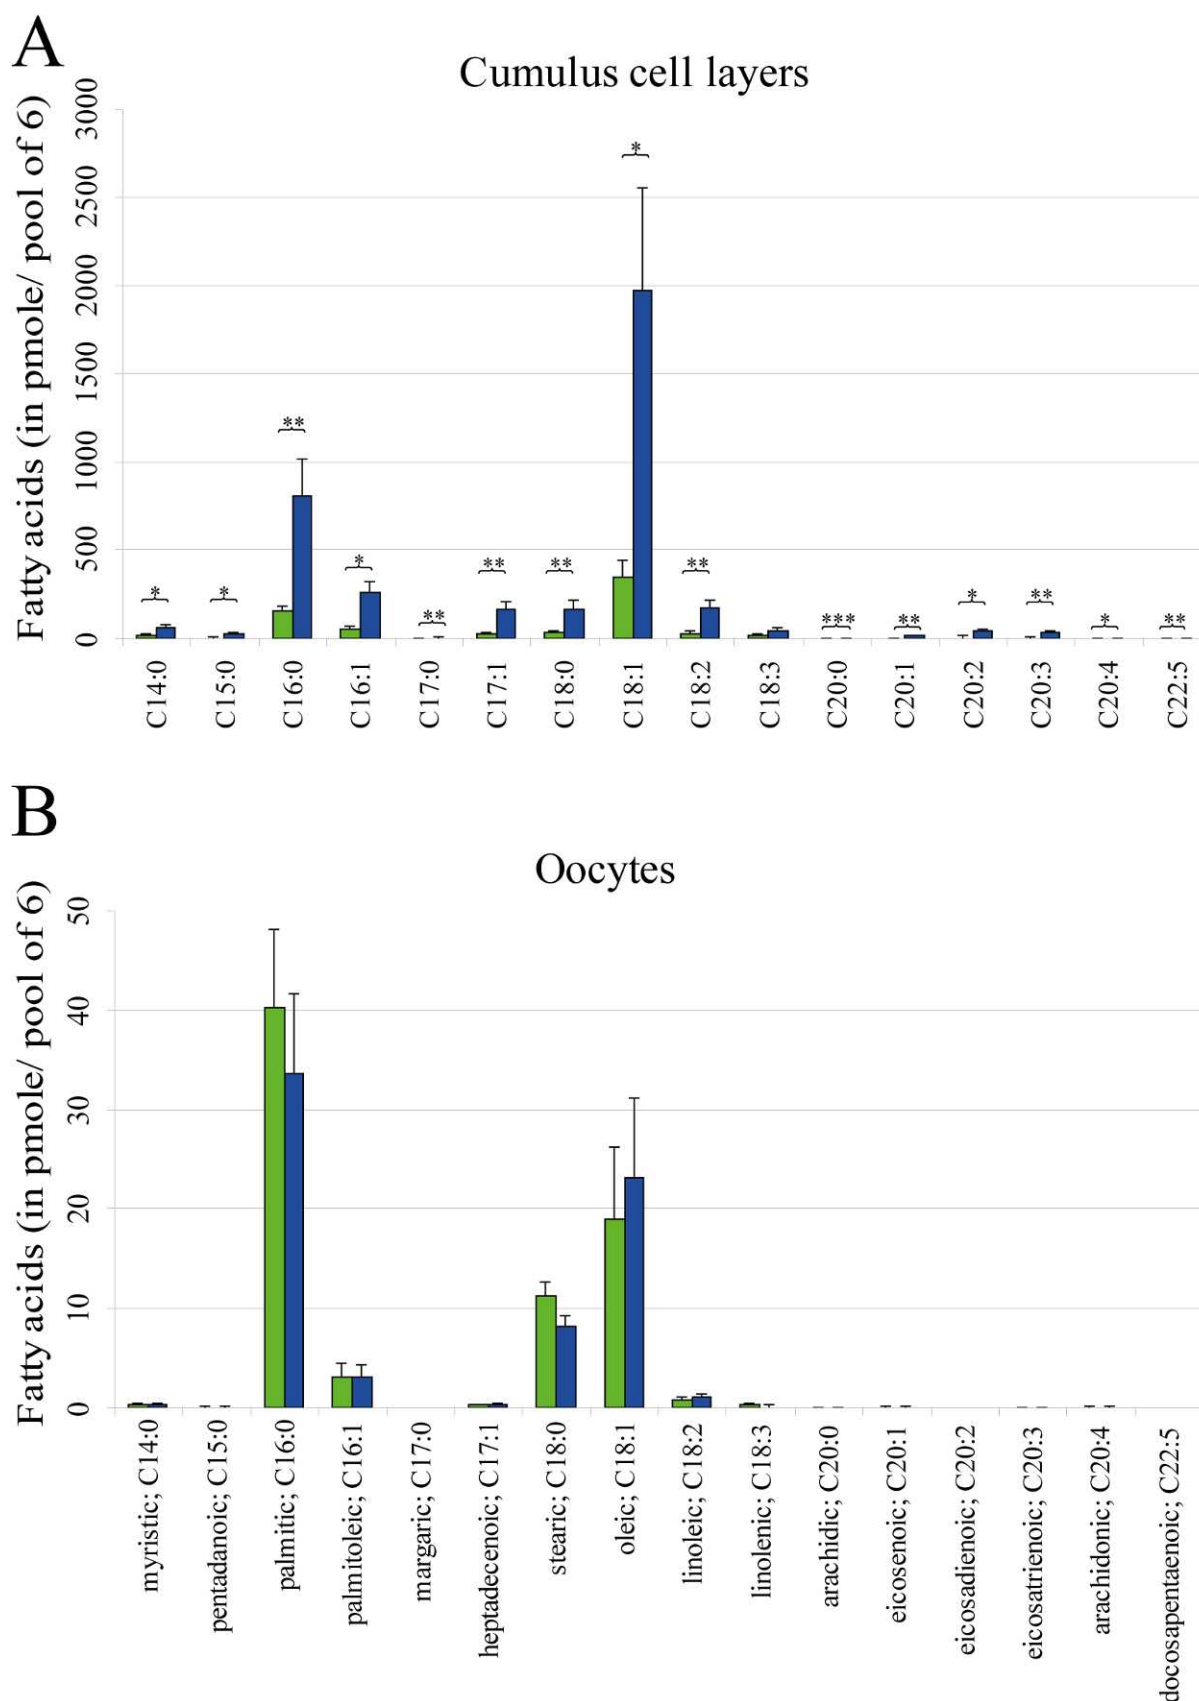 A
Cumulus cell layers
Fatty acids (in pmole/ pool of 6)
3000
2500
2000
1500
1000
500
0
* * ** * ** ** ** * ** *** ** * ** * **
C14:0 C15:0 C16:0 C16:1 C17:0 C17:1 C18:0 C18:1 C18:2 C18:3 C20:0 C20:1 C20:2 C20:3 C20:4 C22:5
B
Oocytes
Fatty acids (in pmole/ pool of 6)
50
40
30
20
10
0
myristic; C14:0
pentadanoic; C15:0
palmitic; C16:0
palmitoleic; C16:1
margaric; C17:0
heptadecenoic; C17:1
stearic; C18:0
oleic; C18:1
linoleic; C18:2
linolenic; C18:3
arachidic; C20:0
eicosenoic; C20:1
eicosadienoic; C20:2
eicosatrienoic; C20:3
arachidonic; C20:4
docosapentaenoic; C22:5